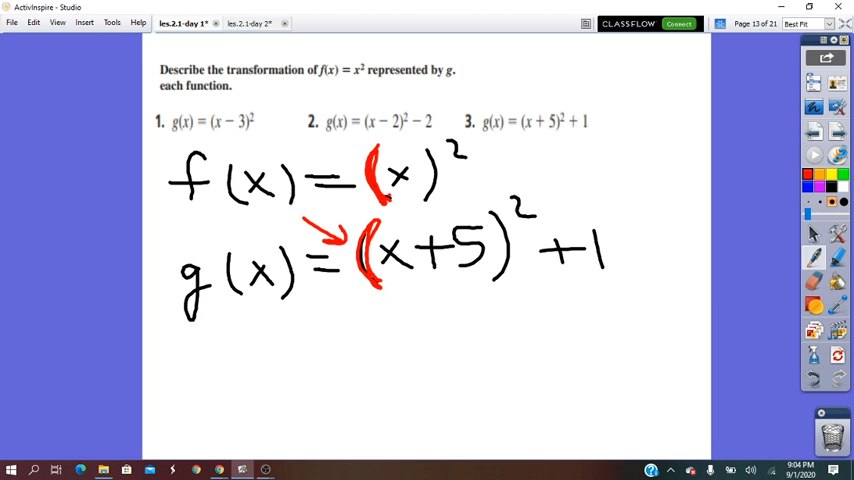 ActivInspire - Studio
File Edit View Insert Tools Help
les.2.1-day 1* les.2.1-day 2* CLASSFLOW Connect Page 13 of 21 Best Fit
Describe the transformation of f(x) = x² represented by g.
each function.
1. g(x) = (x − 3)² 2. g(x) = (x − 2)² − 2 3. g(x) = (x + 5)² + 1
f(x) = (x)²
g(x) = (x+5)² +1
9:04 PM
9/1/2020